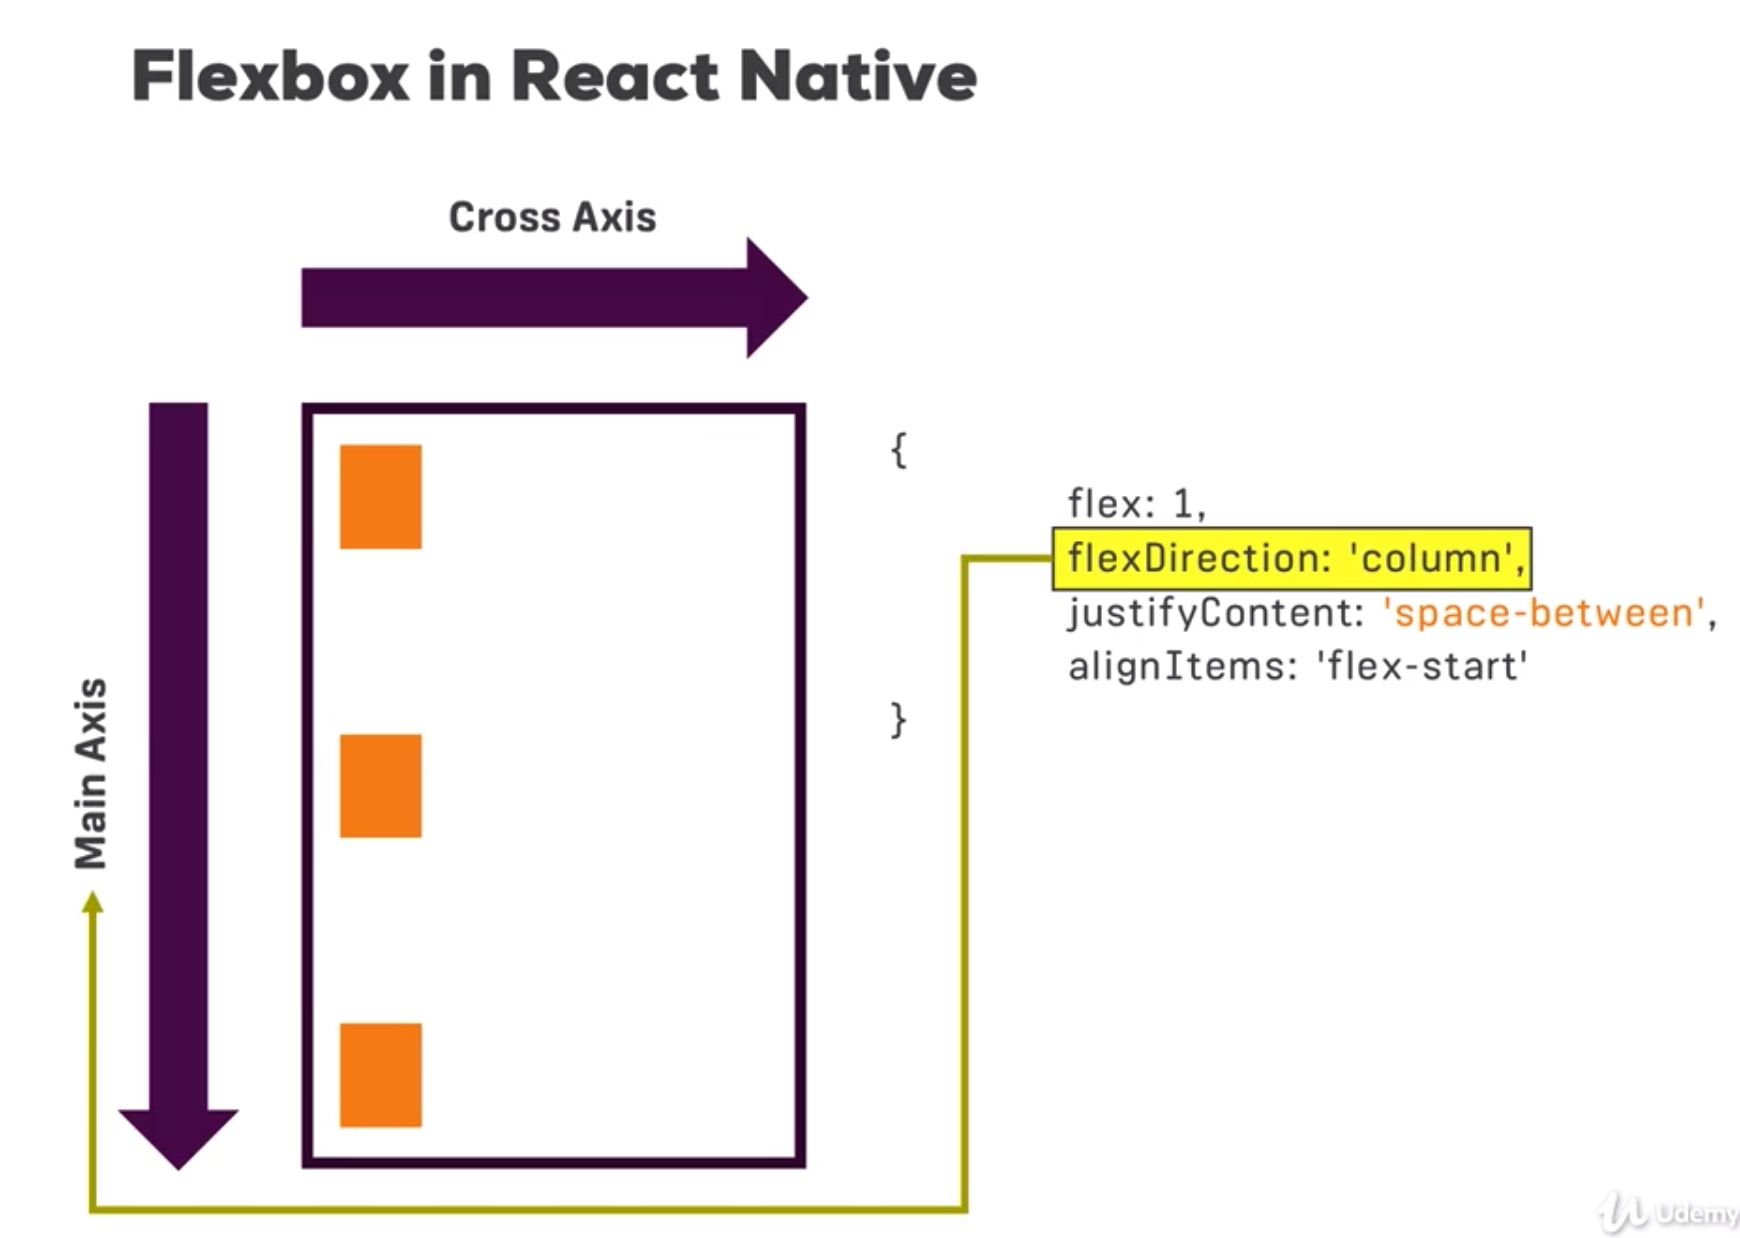 Flexbox in React Native
Cross Axis
Main Axis
{
flex: 1,
flexDirection: 'column',
justifyContent: 'space-between',
alignItems: 'flex-start'
}
Udemy